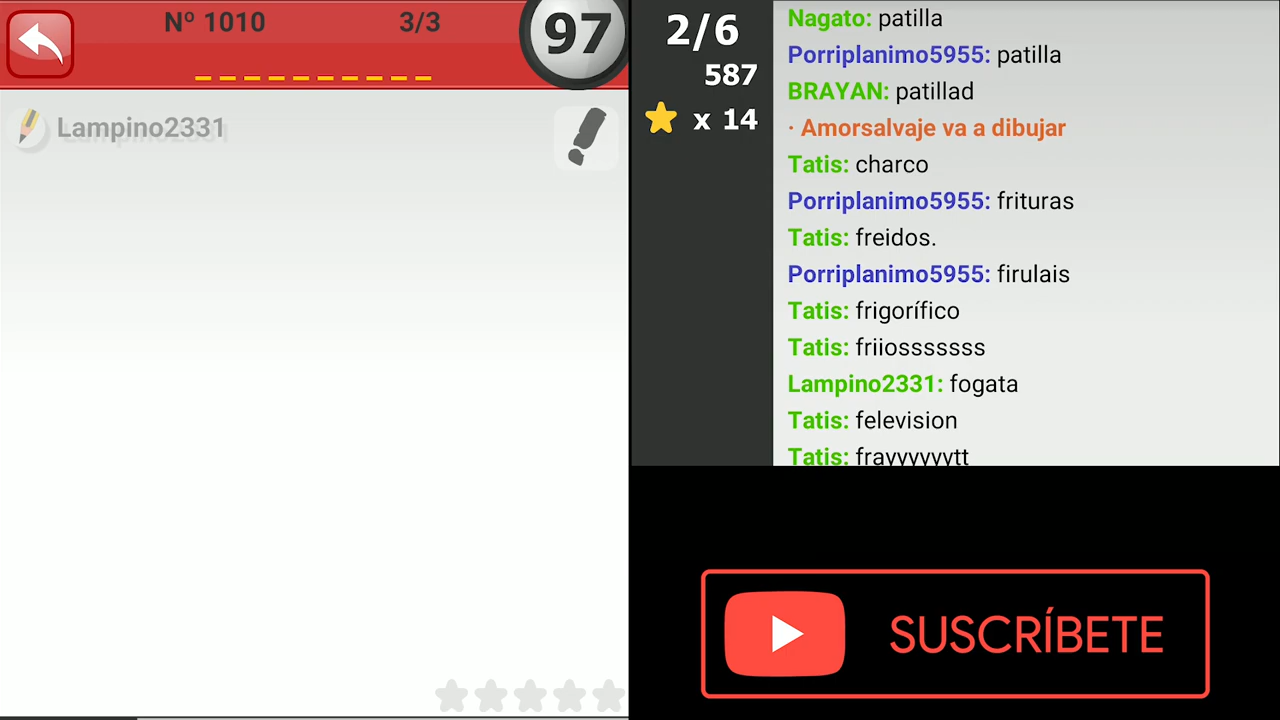 Nº 1010
3/3
97
Lampino2331
2/6
587
x 14
Nagato: patilla
Porriplanimo5955: patilla
BRAYAN: patillad
· Amorsalvaje va a dibujar
Tatis: charco
Porriplanimo5955: frituras
Tatis: freidos.
Porriplanimo5955: firulais
Tatis: frigorífico
Tatis: friiosssssss
Lampino2331: fogata
Tatis: felevision
Tatis: frayyyyyytt
SUSCRÍBETE